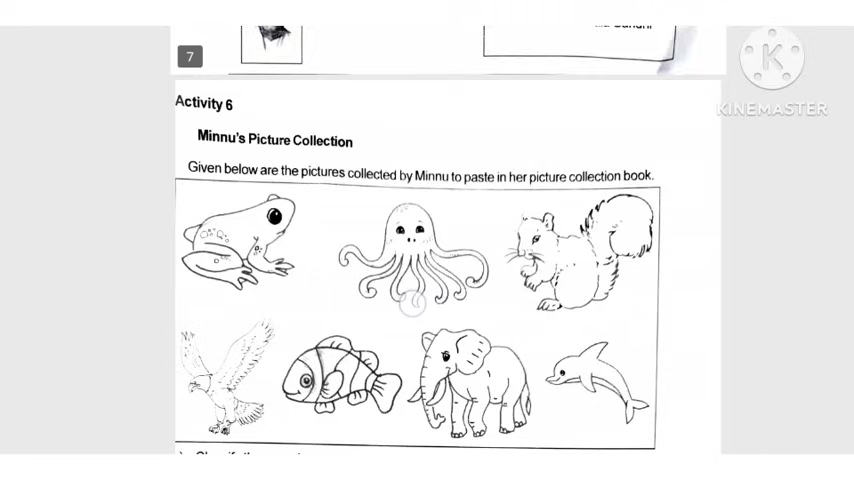 7
KINEMASTER
Activity 6
Minnu's Picture Collection
Given below are the pictures collected by Minnu to paste in her picture collection book.